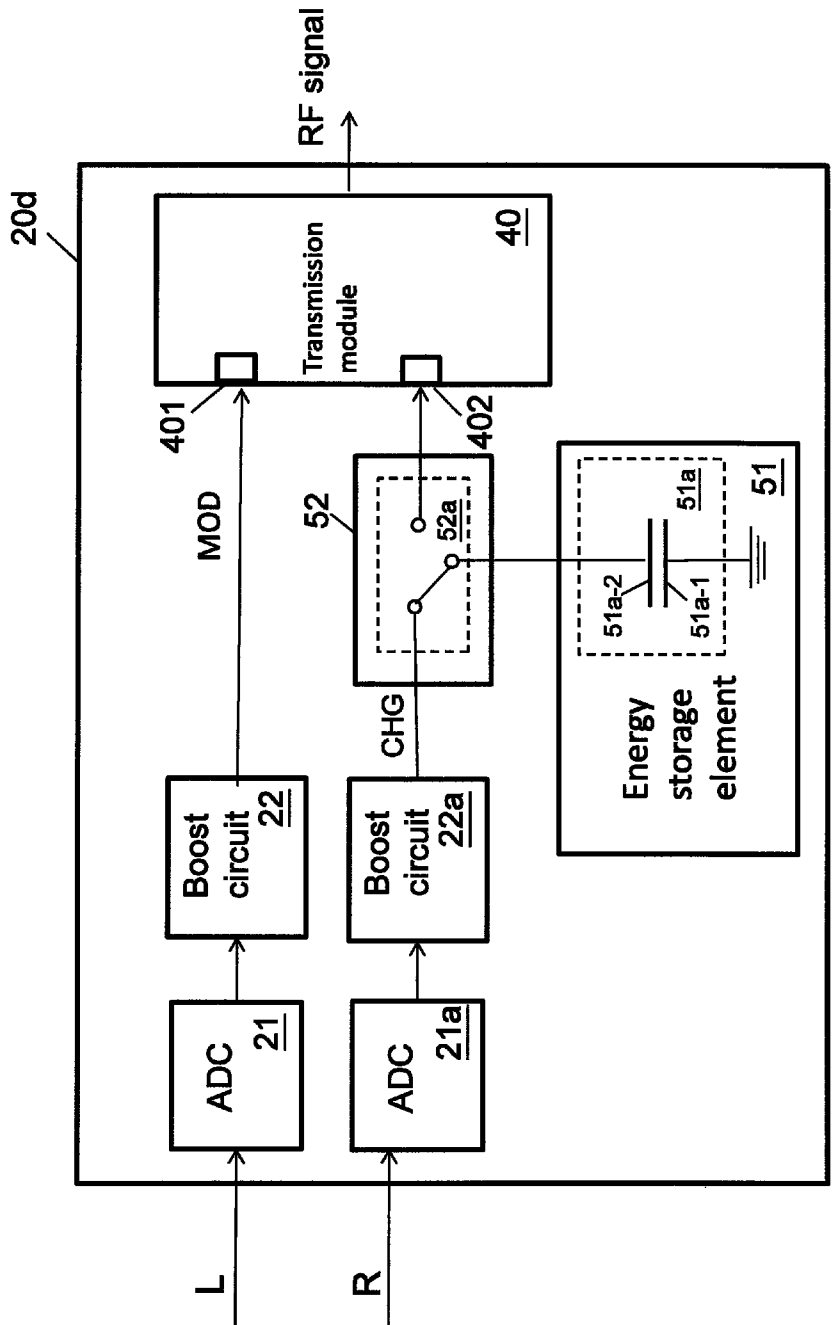 20d
L
ADC
21
Boost
circuit
22
MOD
401
Transmission
module
40
RF signal
R
ADC
21a
Boost
circuit
22a
CHG
52
52a
402
Energy
storage
element
51a-2
51a-1
51a
51